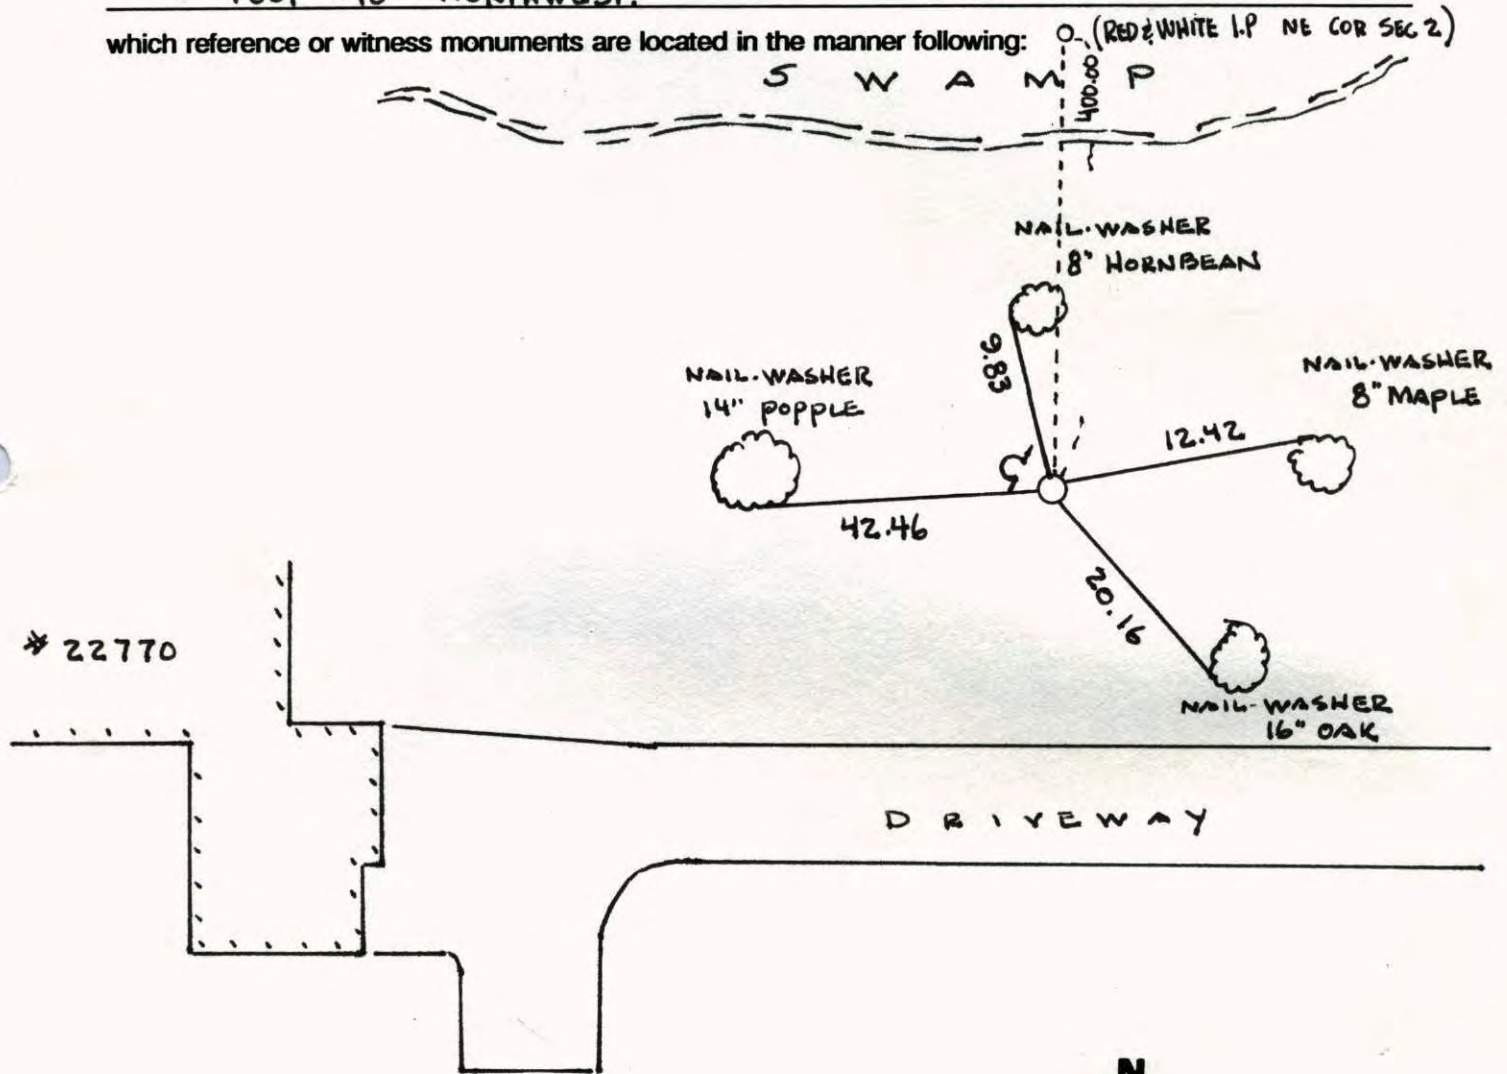 which reference or witness monuments are located in the manner following:
(RED & WHITE I.P NE COR SEC 2)
SWAMP
400.00
NAIL-WASHER
8" HORNBEAN
9.83
NAIL-WASHER
14" POPPLE
NAIL-WASHER
8" MAPLE
12.42
42.46
20.16
# 22770
NAIL-WASHER
16" OAK
DRIVEWAY
N